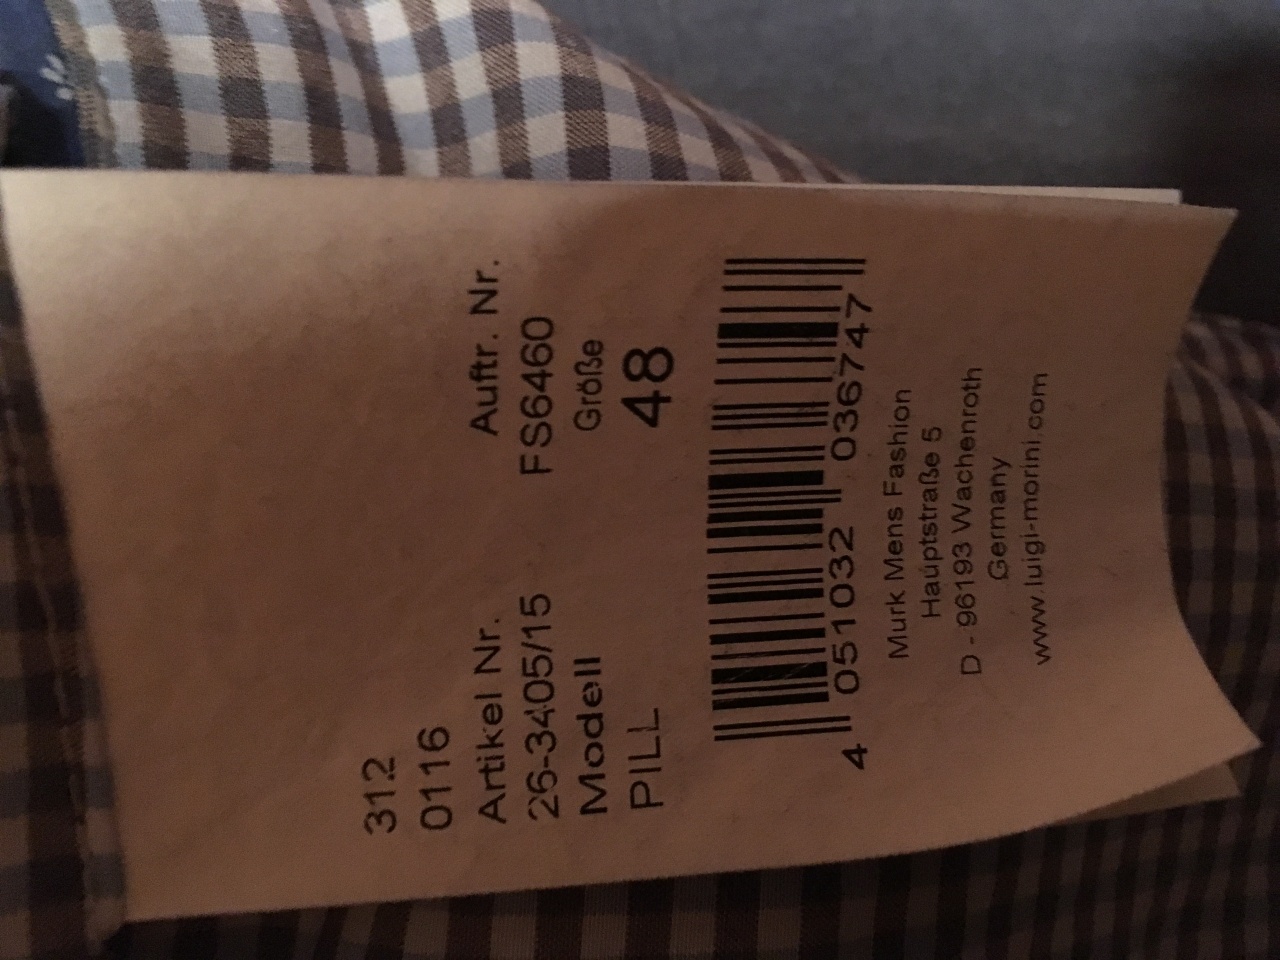 312
0116
Artikel Nr. Auftr. Nr.
26-3405/15 FS6460
Modell Größe
PILL 48
4 051032 036747
Murk Mens Fashion
Hauptstraße 5
D - 96193 Wachenroth
Germany
www.luigi-morini.com